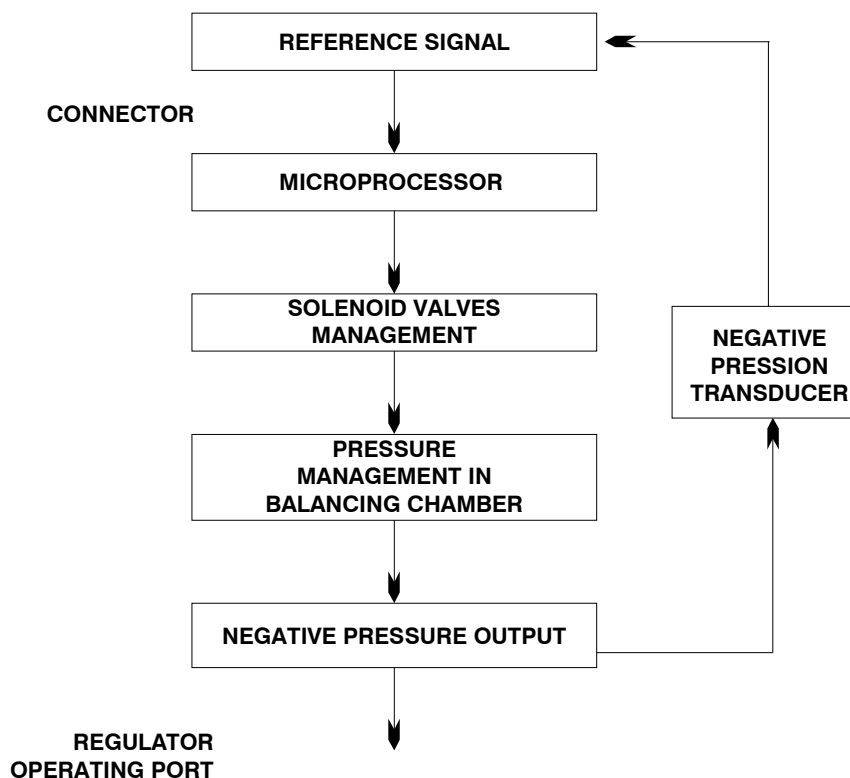 REFERENCE SIGNAL
CONNECTOR
MICROPROCESSOR
SOLENOID VALVES
MANAGEMENT
NEGATIVE
PRESSION
TRANSDUCER
PRESSURE
MANAGEMENT IN
BALANCING CHAMBER
NEGATIVE PRESSURE OUTPUT
REGULATOR
OPERATING PORT